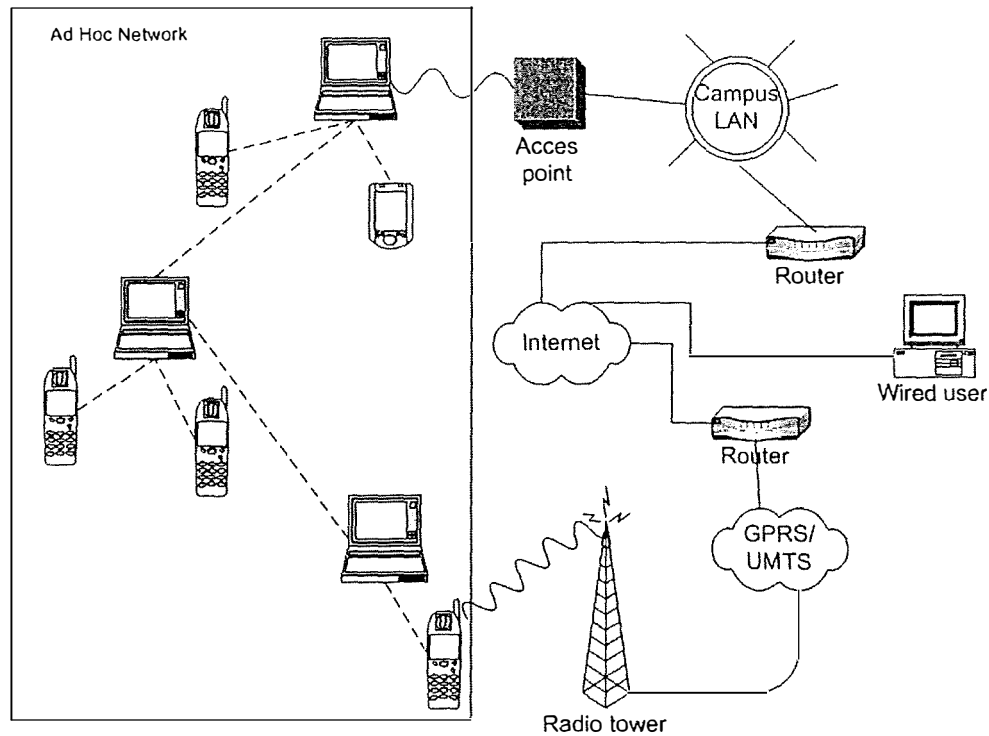 Ad Hoc Network
Acces
point
Campus
LAN
Router
Internet
Wired user
Router
GPRS/
UMTS
Radio tower